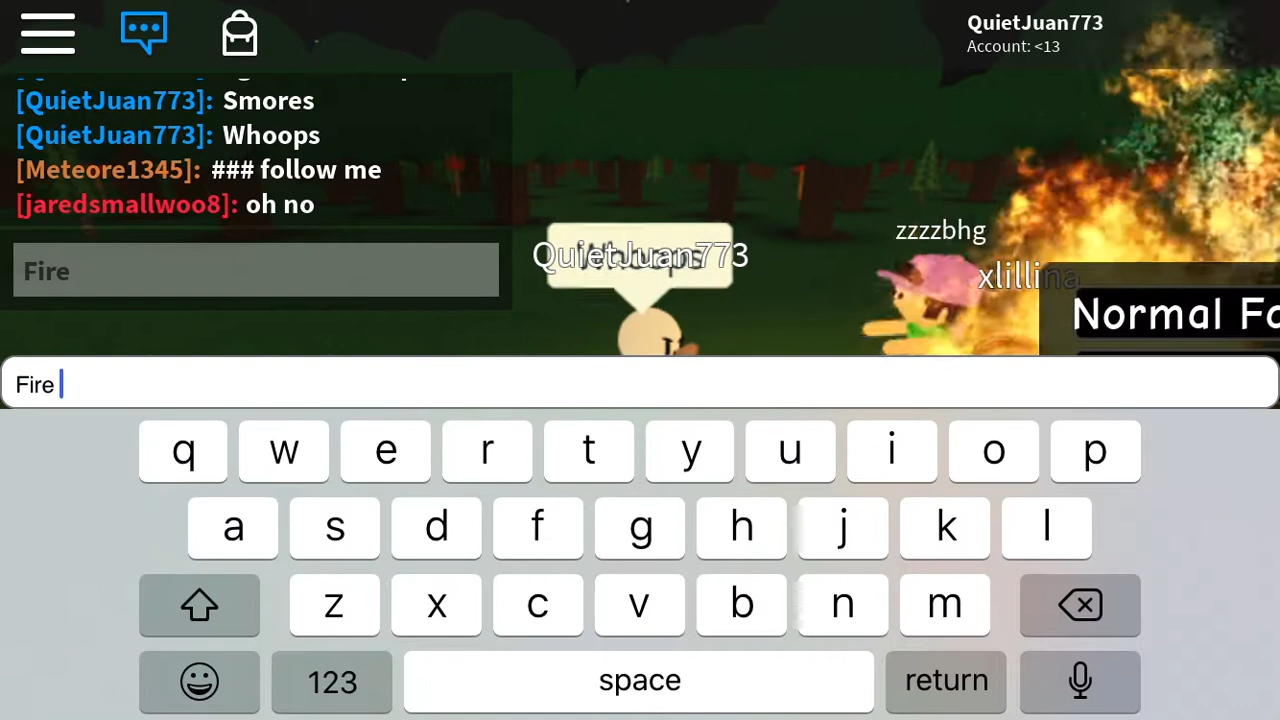 QuietJuan773
Account: <13
[QuietJuan773]: Smores
[QuietJuan773]: Whoops
[Meteore1345]: ### follow me
[jaredsmallwoo8]: oh no
Fire
Whoops
QuietJuan773
zzzzbhg
xlillina
Normal Fo
Fire
q w e r t y u i o p
a s d f g h j k l
z x c v b n m
123 space return